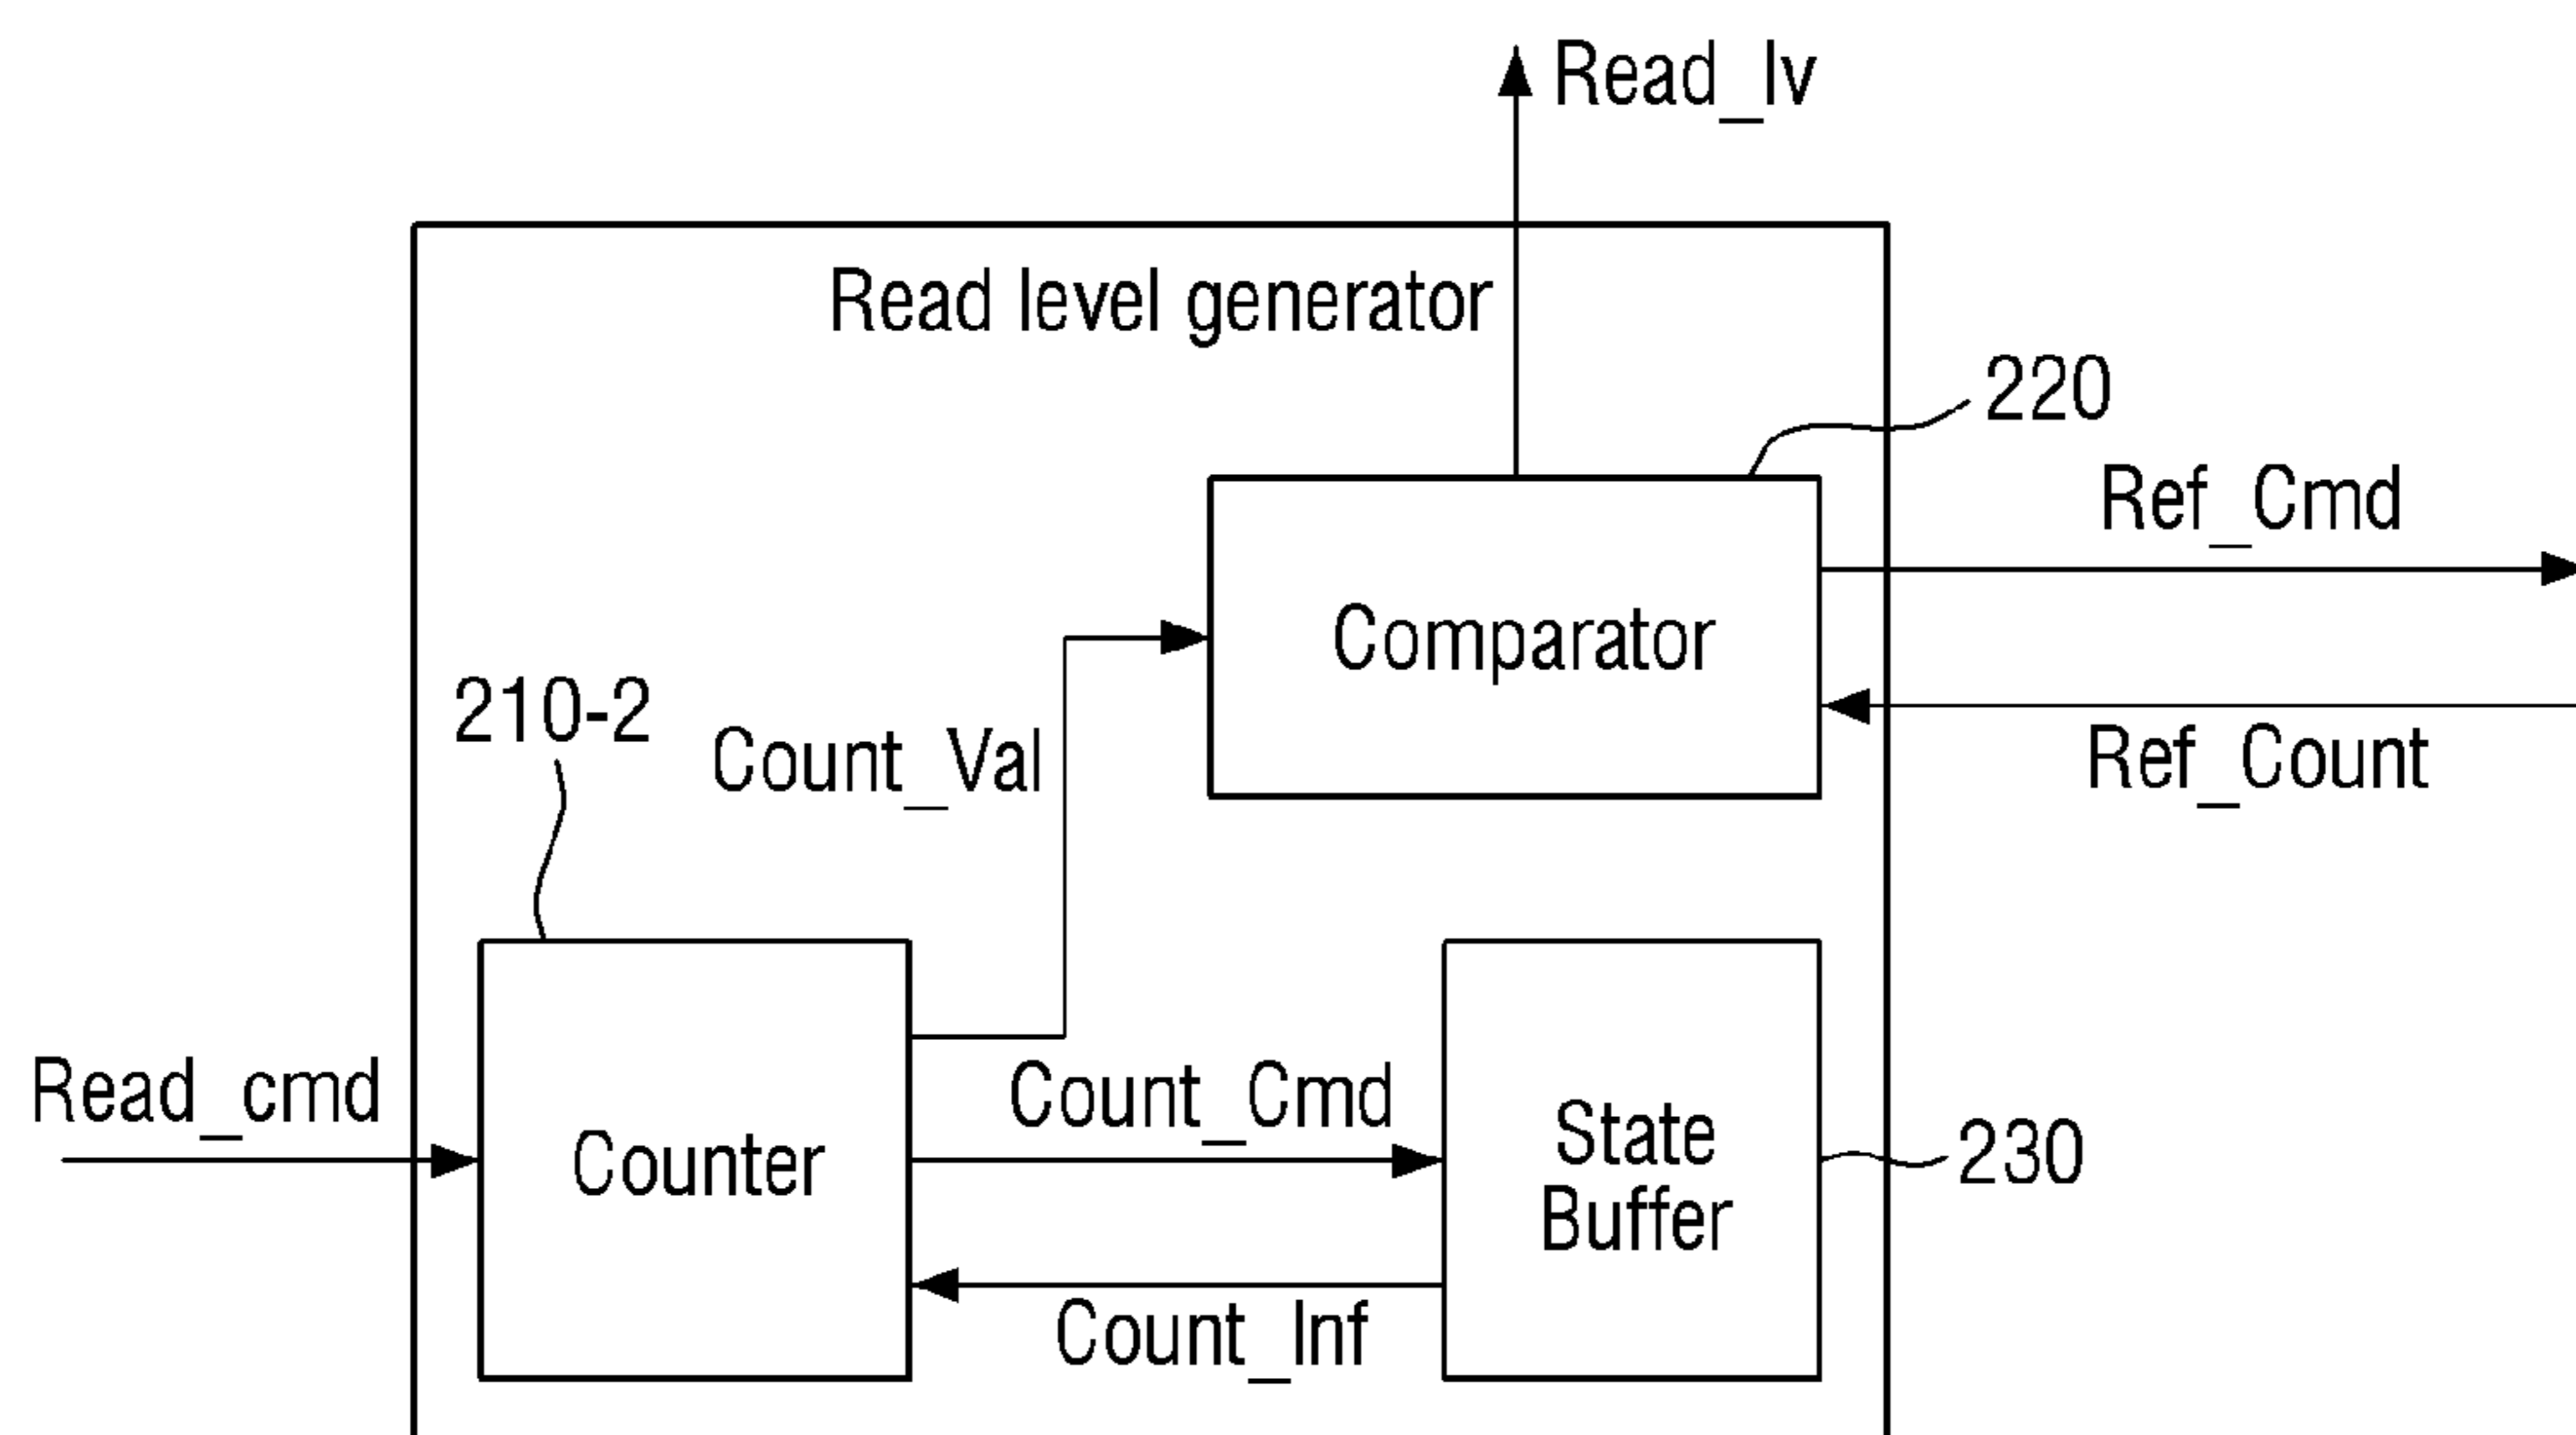 Read_lv
Read level generator
220
Ref_Cmd
Comparator
210-2
Count_Val
Ref_Count
Read_cmd
Count_Cmd
Counter
State
Buffer
230
Count_Inf